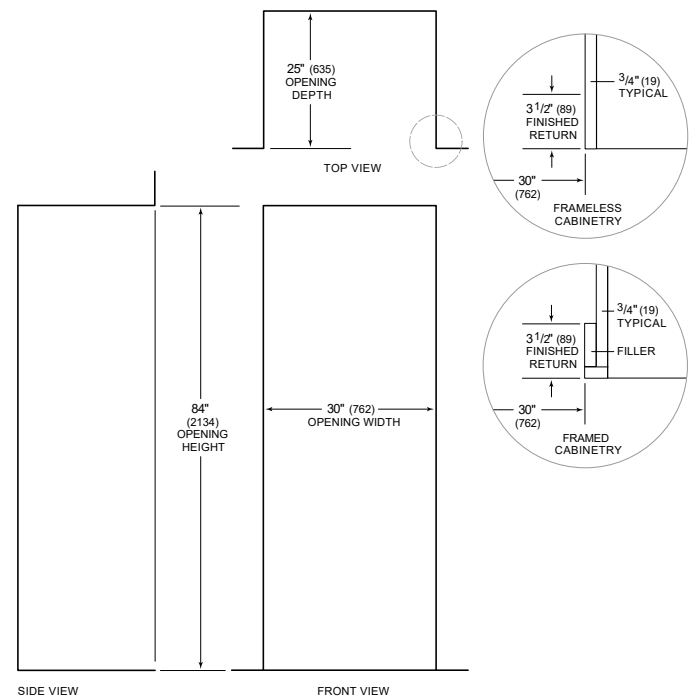 25" (635)
OPENING
DEPTH
TOP VIEW
3/4" (19)
TYPICAL
3 1/2" (89)
FINISHED
RETURN
30"
(762)
FRAMELESS
CABINETRY
3/4" (19)
TYPICAL
3 1/2" (89)
FINISHED
RETURN
FILLER
30"
(762)
FRAMED
CABINETRY
84"
(2134)
OPENING
HEIGHT
30" (762)
OPENING WIDTH
SIDE VIEW
FRONT VIEW